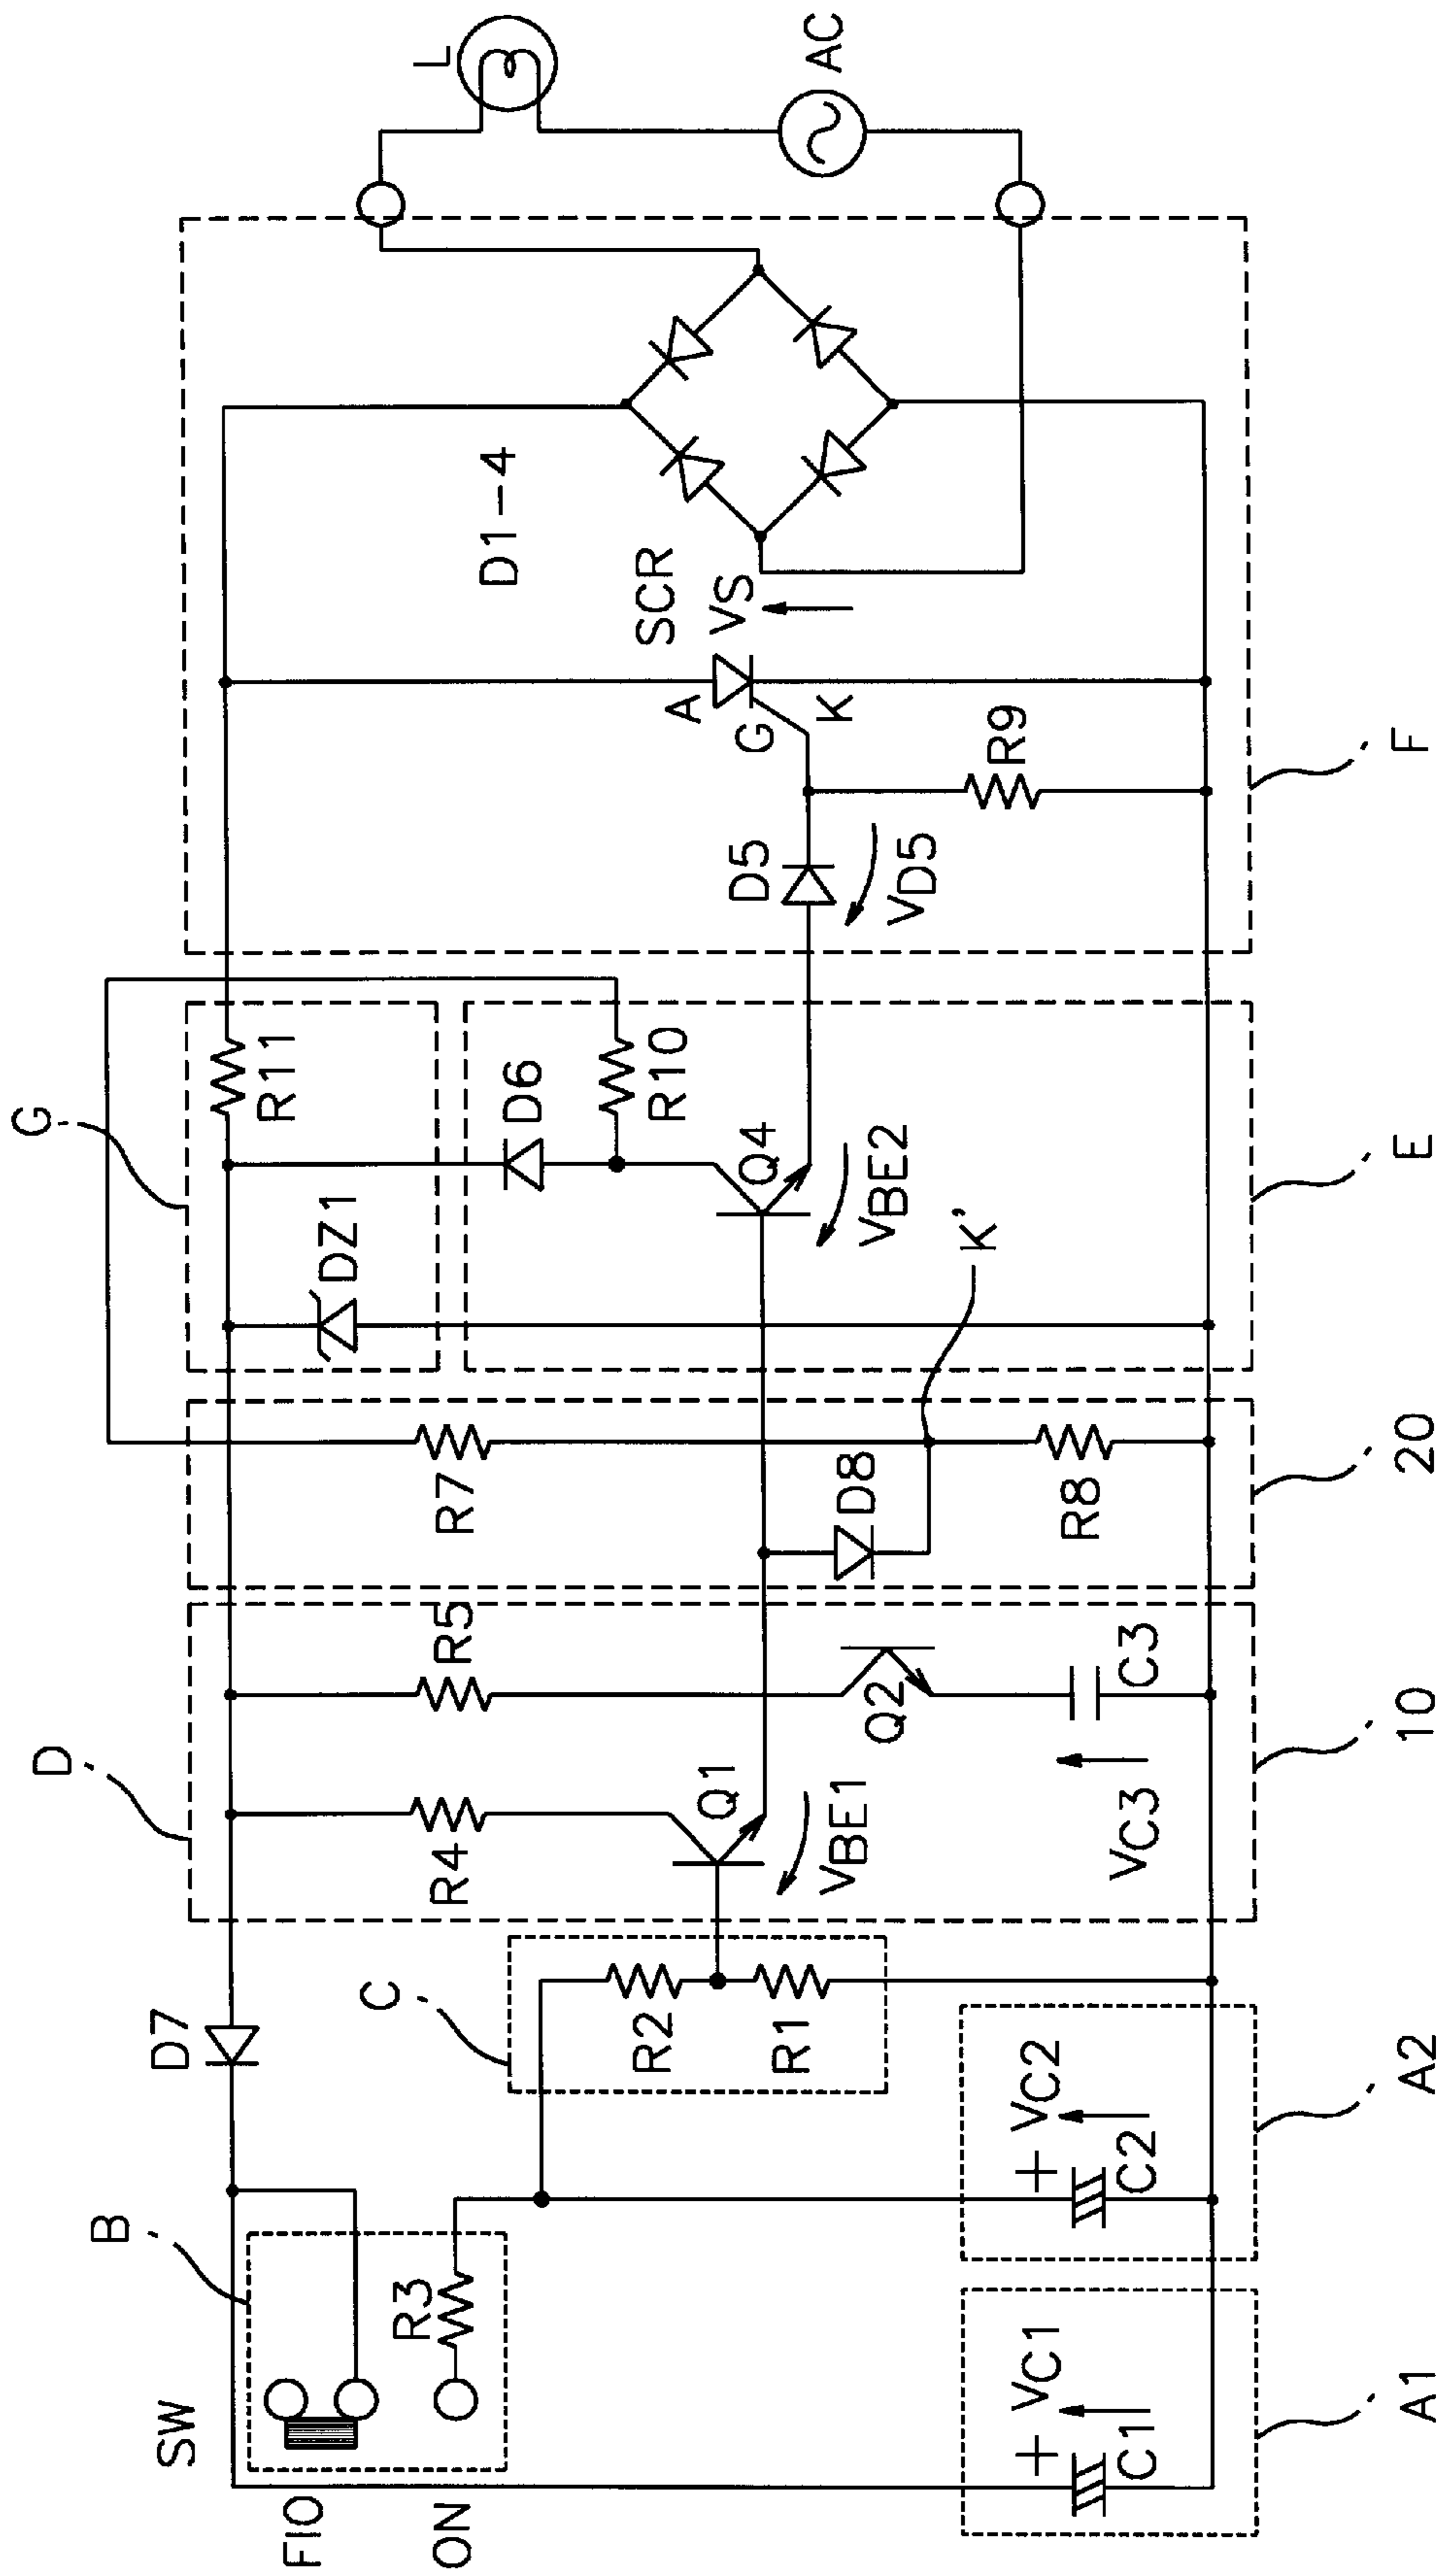 G
D
B
SW
FIO
ON
R3
D7
C
R2
R1
VC1
+
C1
A1
VC2
+
C2
A2
R4
Q1
VBE1
R5
Q2
C3
VC3
10
R7
D8
R8
20
K'
DZ1
R11
D6
R10
Q4
VBE2
E
D5
VD5
R9
SCR
VS
A
G
K
D1-4
F
L
AC